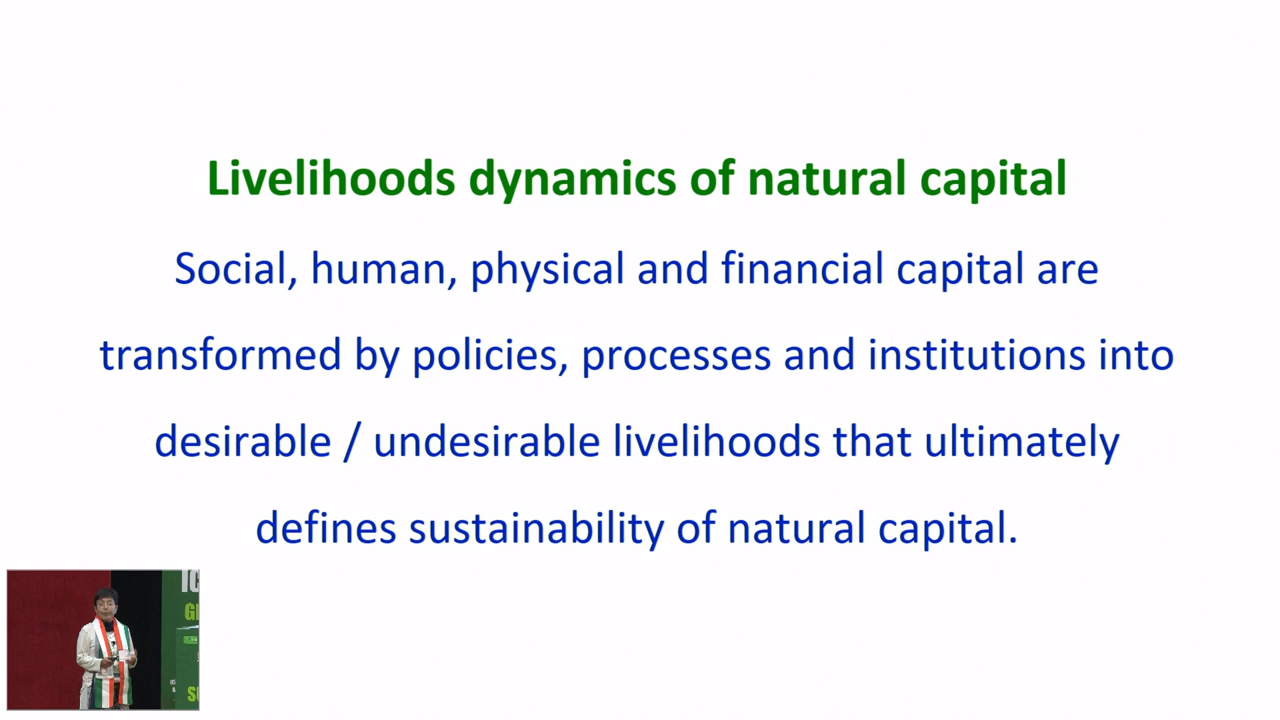 Livelihoods dynamics of natural capital
Social, human, physical and financial capital are
transformed by policies, processes and institutions into
desirable / undesirable livelihoods that ultimately
defines sustainability of natural capital.